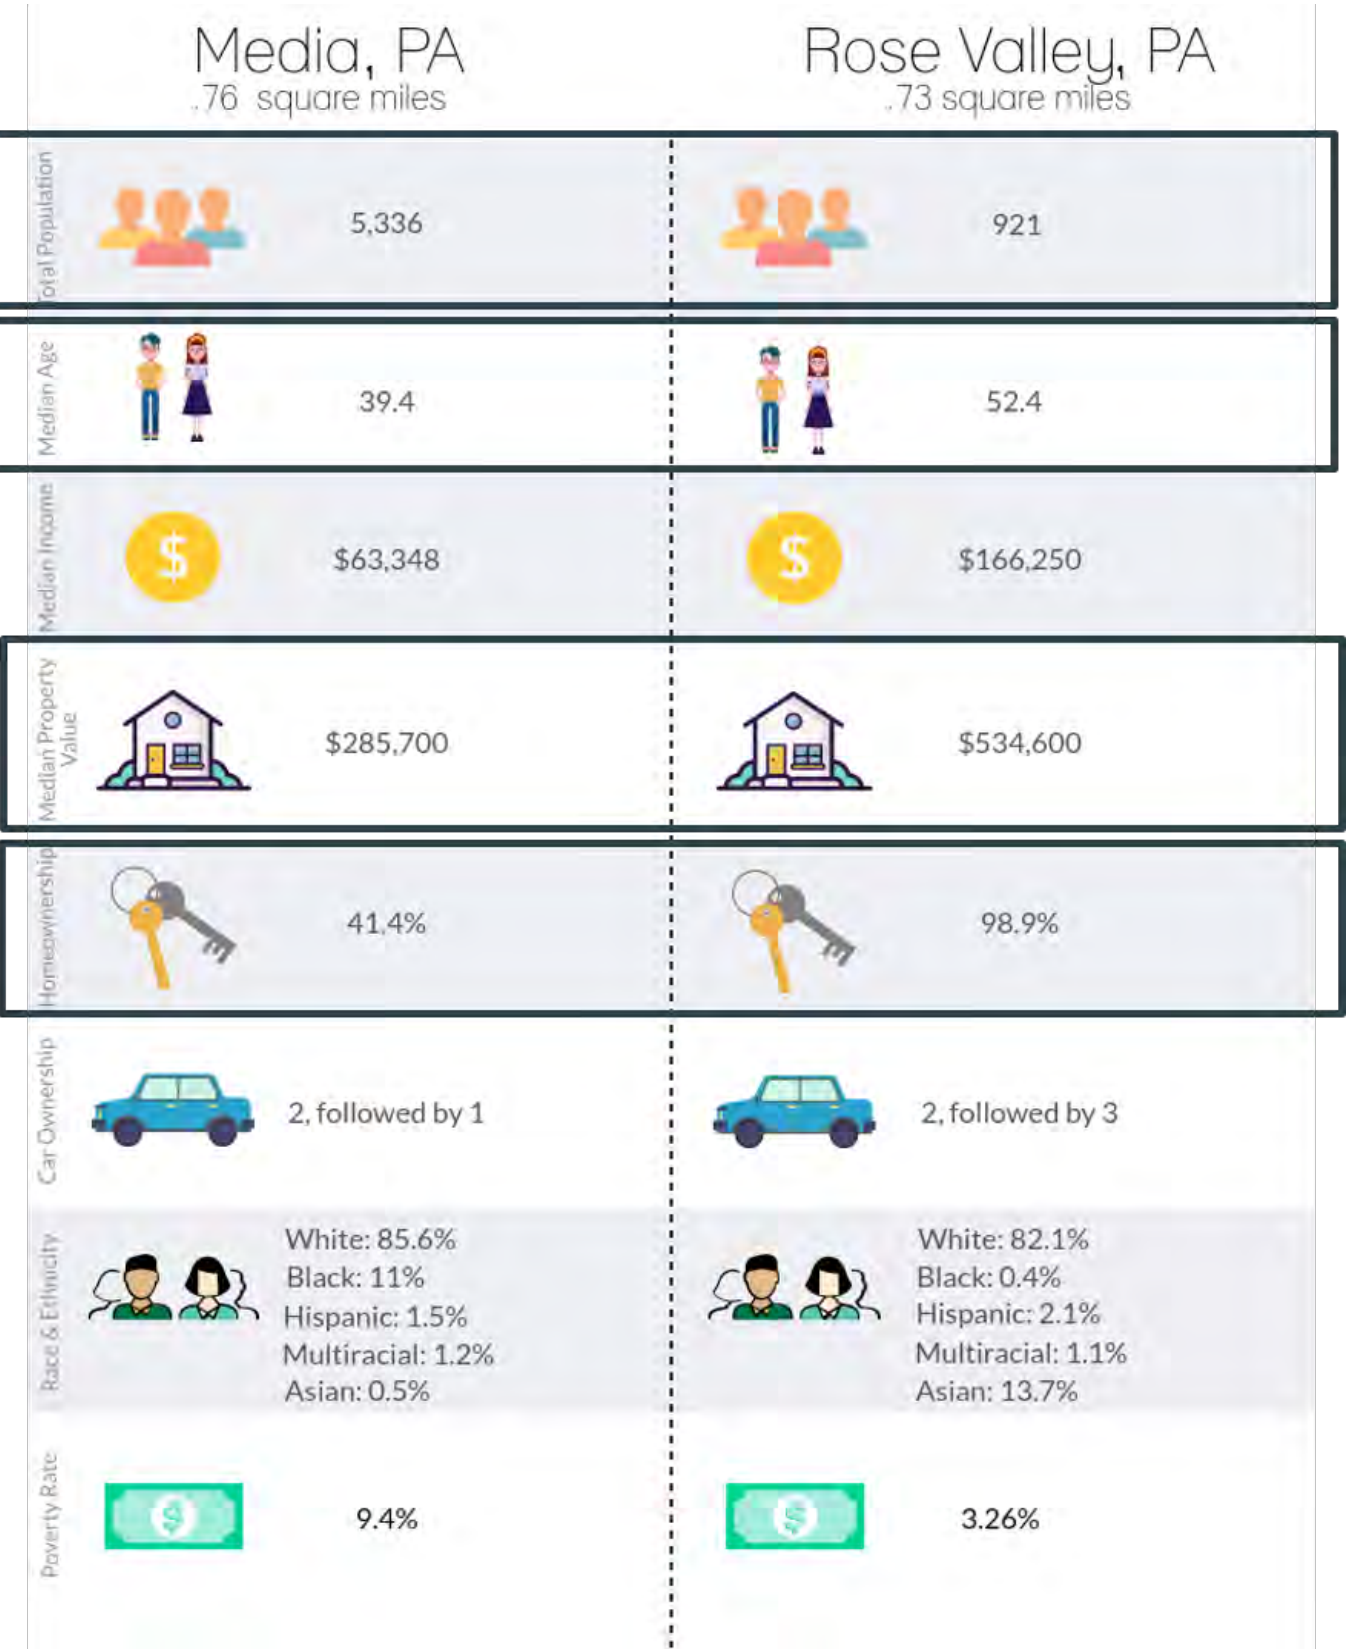 Media, PA
.76 square miles
Rose Valley, PA
.73 square miles
Total Population
5,336
921
Median Age
39.4
52.4
Median Income
$
$63,348
$
$166,250
Median Property
Value
$285,700
$534,600
Homeownership
41.4%
98.9%
Car Ownership
2, followed by 1
2, followed by 3
Race & Ethnicity
White: 85.6%
Black: 11%
Hispanic: 1.5%
Multiracial: 1.2%
Asian: 0.5%
White: 82.1%
Black: 0.4%
Hispanic: 2.1%
Multiracial: 1.1%
Asian: 13.7%
Poverty Rate
$
9.4%
$
3.26%